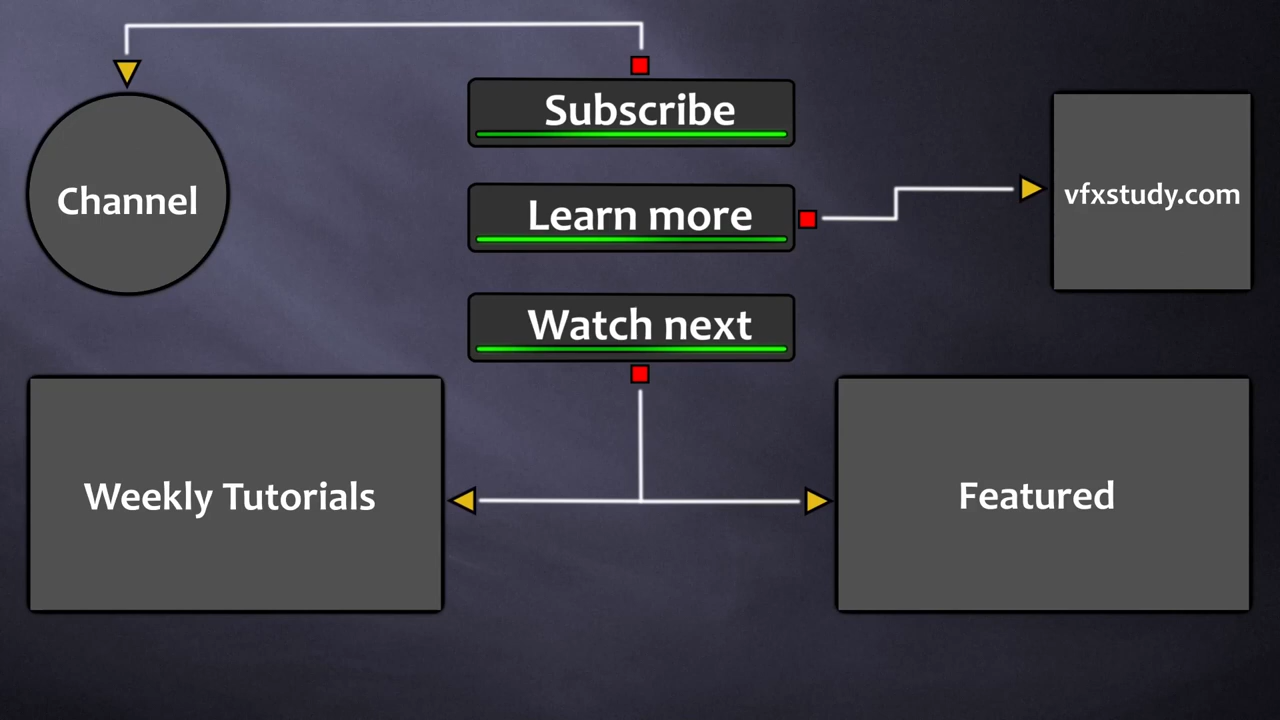 Subscribe
Channel
Learn more
vfxstudy.com
Watch next
Weekly Tutorials
Featured